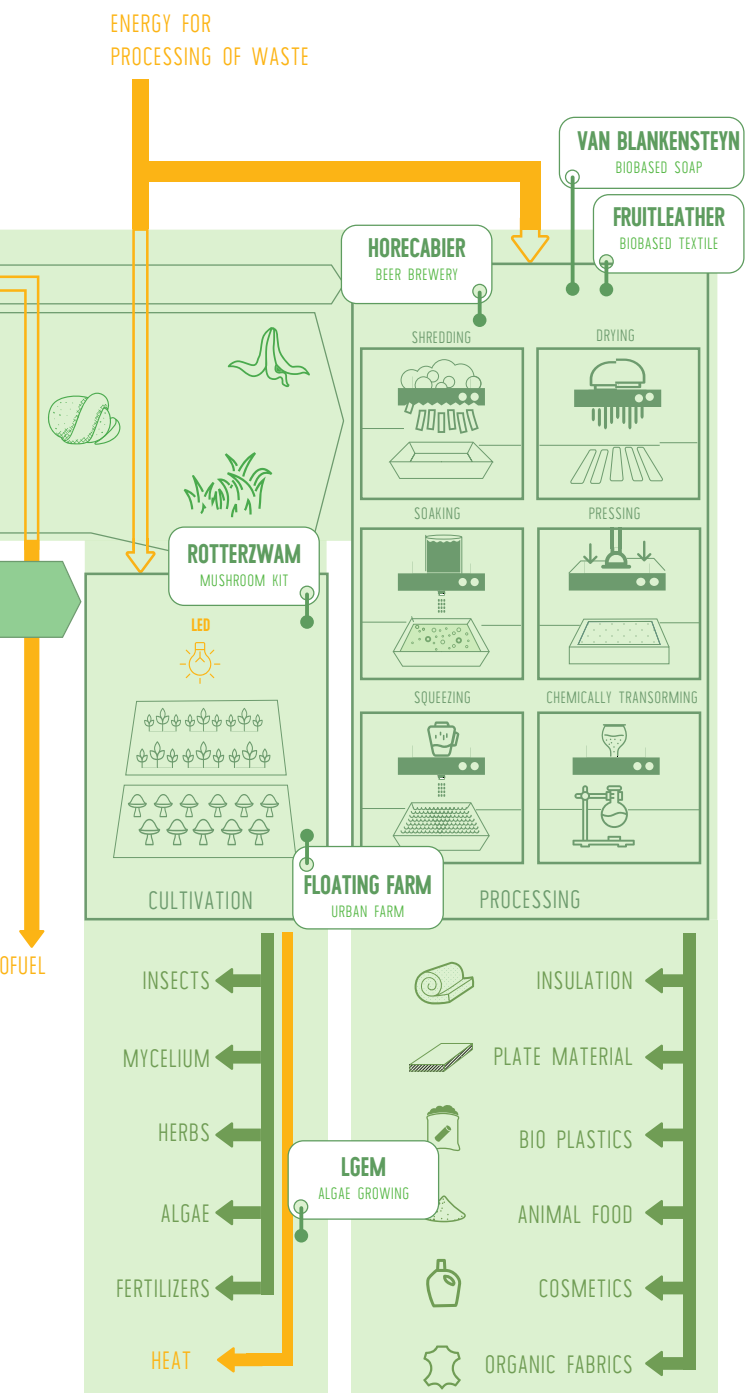 ENERGY FOR
PROCESSING OF WASTE
VAN BLANKENSTEYN
BIOBASED SOAP
FRUITLEATHER
BIOBASED TEXTILE
HORECABIER
BEER BREWERY
SHREDDING
DRYING
SOAKING
PRESSING
ROTTERZWAM
MUSHROOM KIT
LED
SQUEEZING
CHEMICALLY TRANSORMING
CULTIVATION
FLOATING FARM
URBAN FARM
PROCESSING
OFUEL
INSECTS
MYCELIUM
HERBS
ALGAE
FERTILIZERS
HEAT
LGEM
ALGAE GROWING
INSULATION
PLATE MATERIAL
BIO PLASTICS
ANIMAL FOOD
COSMETICS
ORGANIC FABRICS